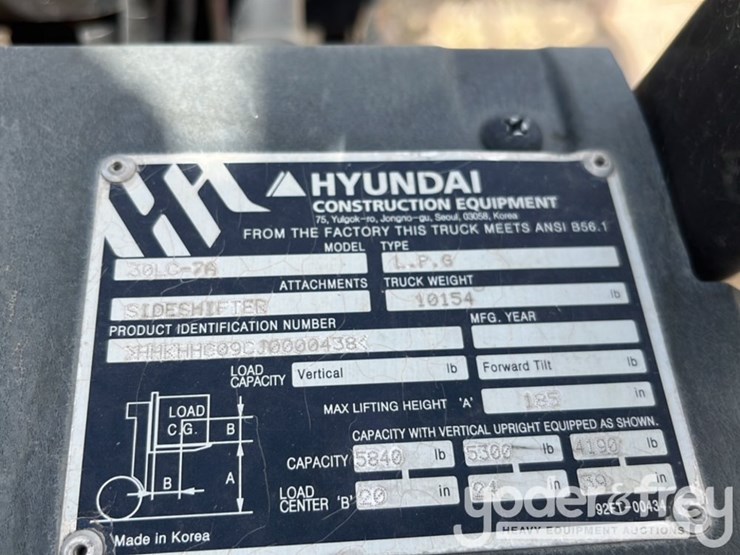 HYUNDAI
CONSTRUCTION EQUIPMENT
75, Yulgok-ro, Jongno-gu, Seoul, 03058, Korea
FROM THE FACTORY THIS TRUCK MEETS ANSI B56.1
MODEL TYPE
30LC-7A L.P.G
ATTACHMENTS TRUCK WEIGHT
SIDESHIFTER 10154 lb
PRODUCT IDENTIFICATION NUMBER MFG. YEAR
HHKHHC09CJ0000438
LOAD CAPACITY Vertical lb Forward Tilt lb
MAX LIFTING HEIGHT 'A' 185 in
CAPACITY WITH VERTICAL UPRIGHT EQUIPPED AS SHOWN.
CAPACITY 5840 lb 5300 lb 4190 lb
LOAD CENTER 'B' 20 in 24 in in
LOAD
C.G.
B
A
B
92ET-00434
Made in Korea
yoder&frey
HEAVY EQUIPMENT AUCTIONS